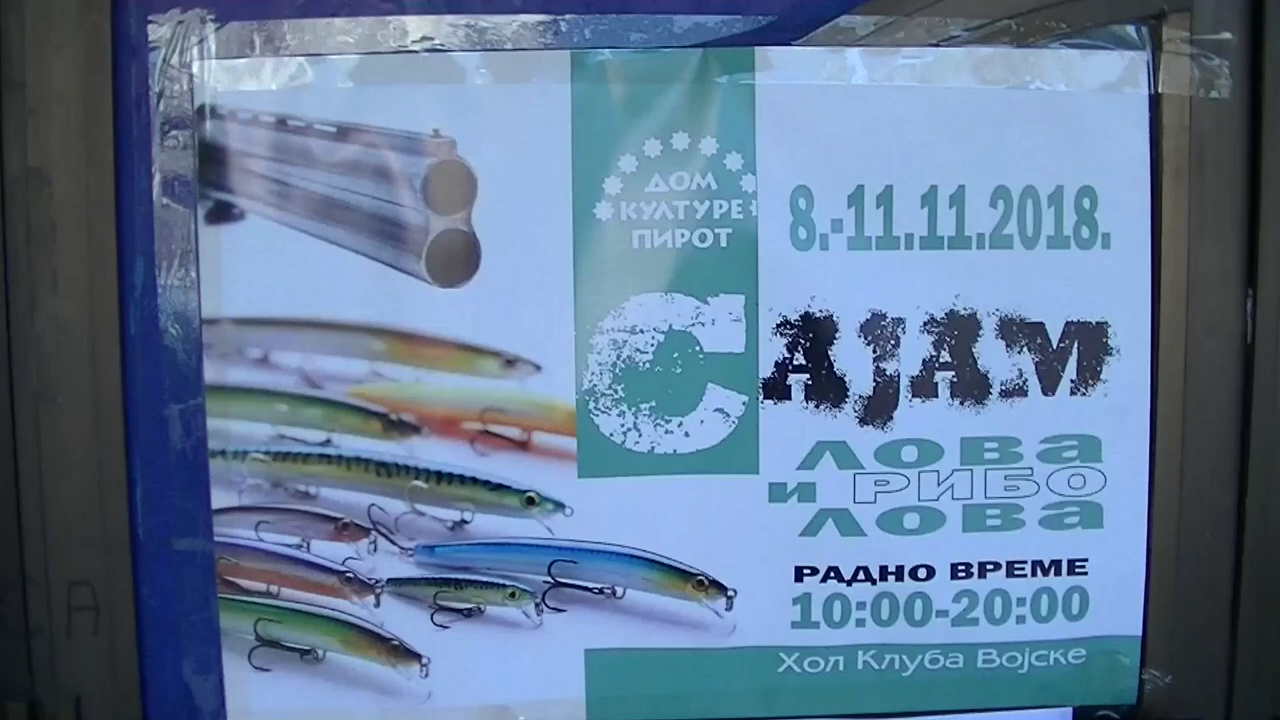 ДОМ
КУЛТУРЕ
ПИРОТ
8.-11.11.2018.
САЈАМ
ЛОВА
И РИБО
ЛОВА
РАДНО ВРЕМЕ
10:00-20:00
Хол Клуба Војске